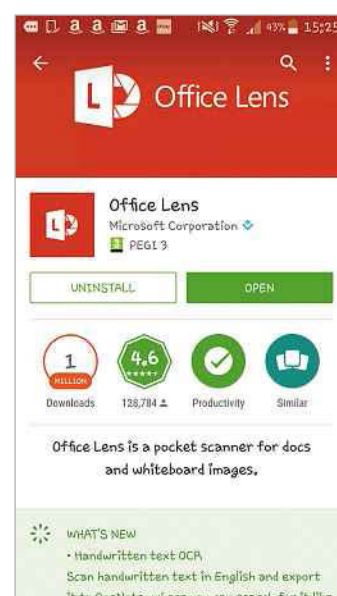 a a a 43% 15:25
L Office Lens
Office Lens
Microsoft Corporation
PEGI 3
UNINSTALL OPEN
1
MILLION
4.6
Downloads 128,784 Productivity Similar
Office Lens is a pocket scanner for docs
and whiteboard images.
WHAT'S NEW
• Handwritten text OCR
Scan handwritten text in English and export